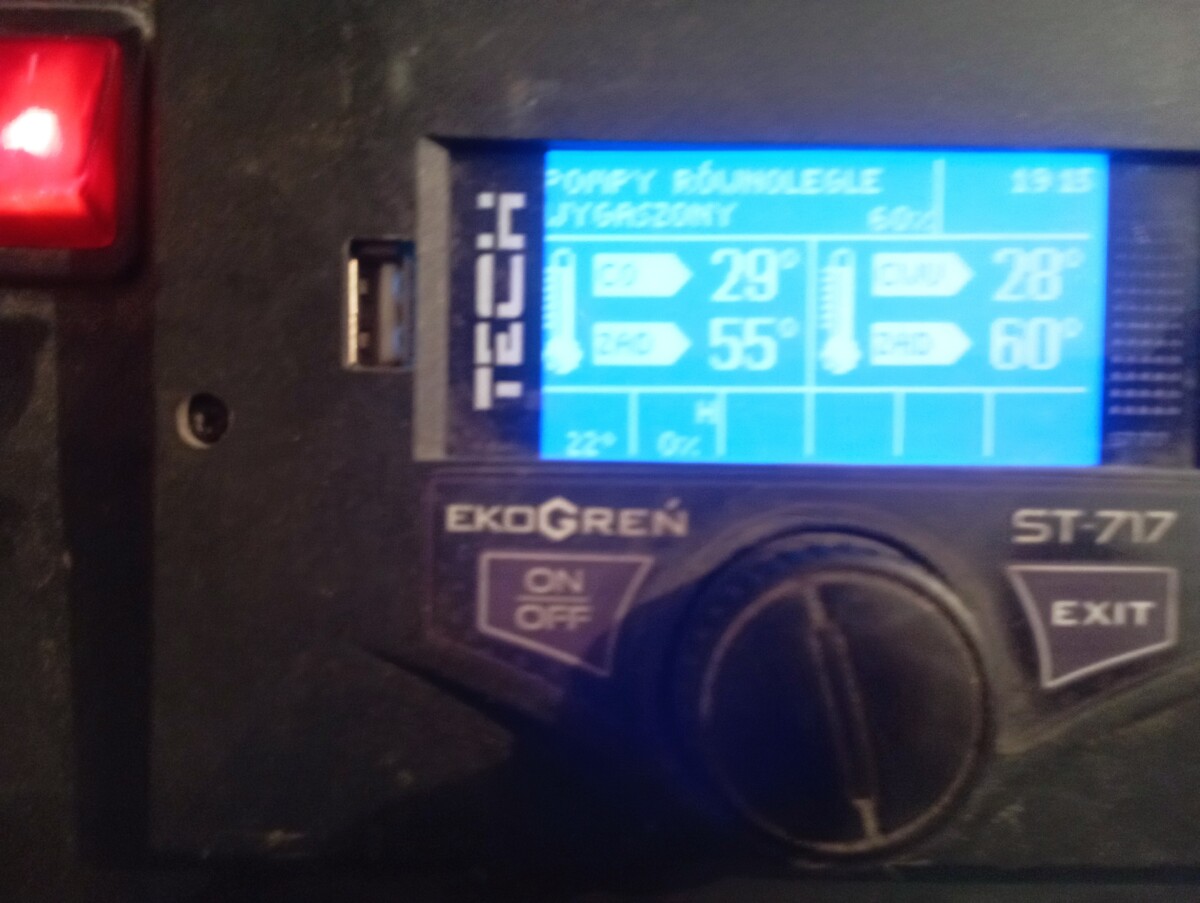 POMPY RÓWNOLEGLE 19:15
WYGASZONY 60%
CO 29° CWU 28°
ZAD 55° ZAD 60°
H
22° 0%
TECH
EKOGREŃ ST-717
ON
OFF
EXIT